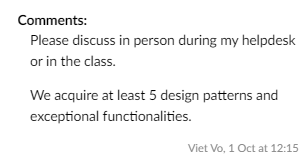 Comments:
Please discuss in person during my helpdesk
or in the class.
We acquire at least 5 design patterns and
exceptional functionalities.
Viet Vo, 1 Oct at 12:15